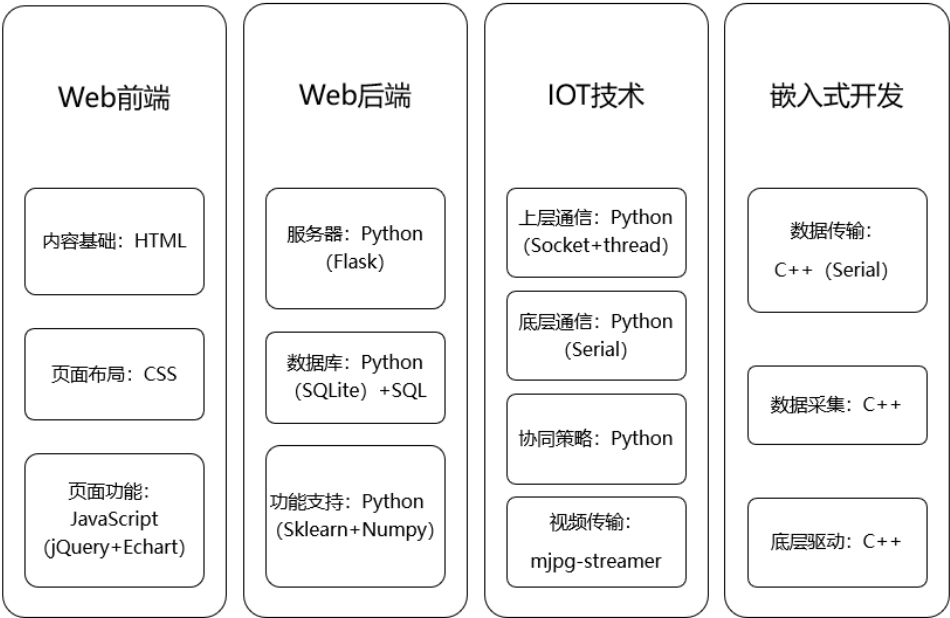 Web前端
内容基础：HTML
页面布局：CSS
页面功能：
JavaScript
(jQuery+Echart)
Web后端
服务器：Python
（Flask）
数据库：Python
（SQLite）+SQL
功能支持：Python
（Sklearn+Numpy)
IOT技术
上层通信：Python
（Socket+thread）
底层通信：Python
（Serial）
协同策略：Python
视频传输：
mjpg-streamer
嵌入式开发
数据传输：
C++（Serial）
数据采集：C++
底层驱动：C++